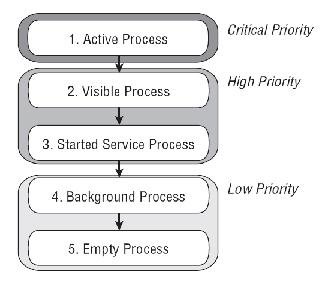 1. Active Process
Critical Priority
2. Visible Process
High Priority
3. Started Service Process
4. Background Process
Low Priority
5. Empty Process